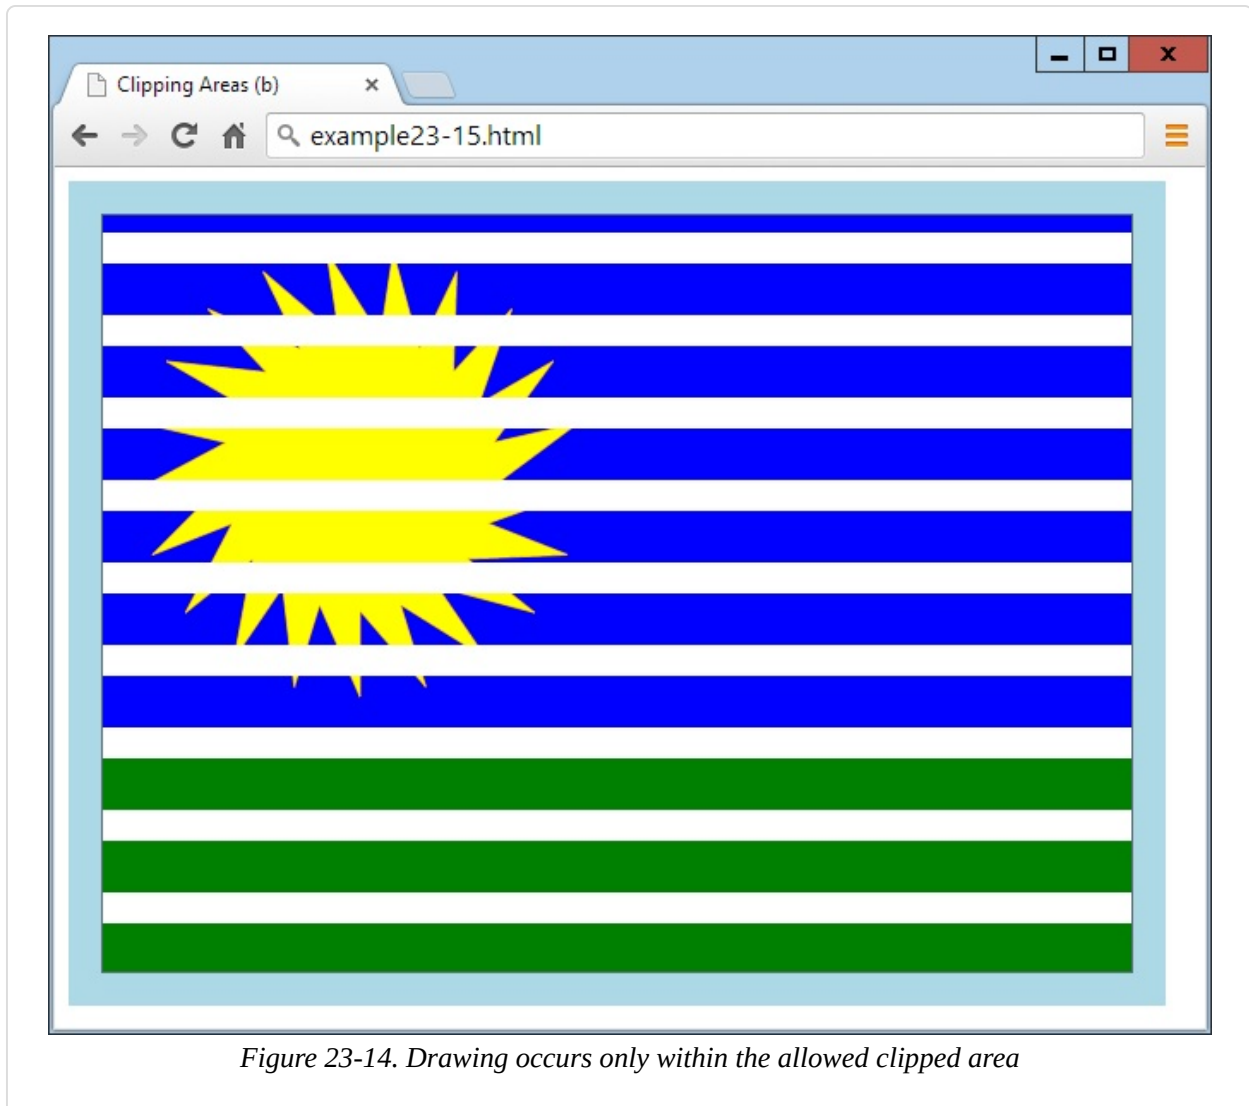 Clipping Areas (b)
example23-15.html
Figure 23-14. Drawing occurs only within the allowed clipped area